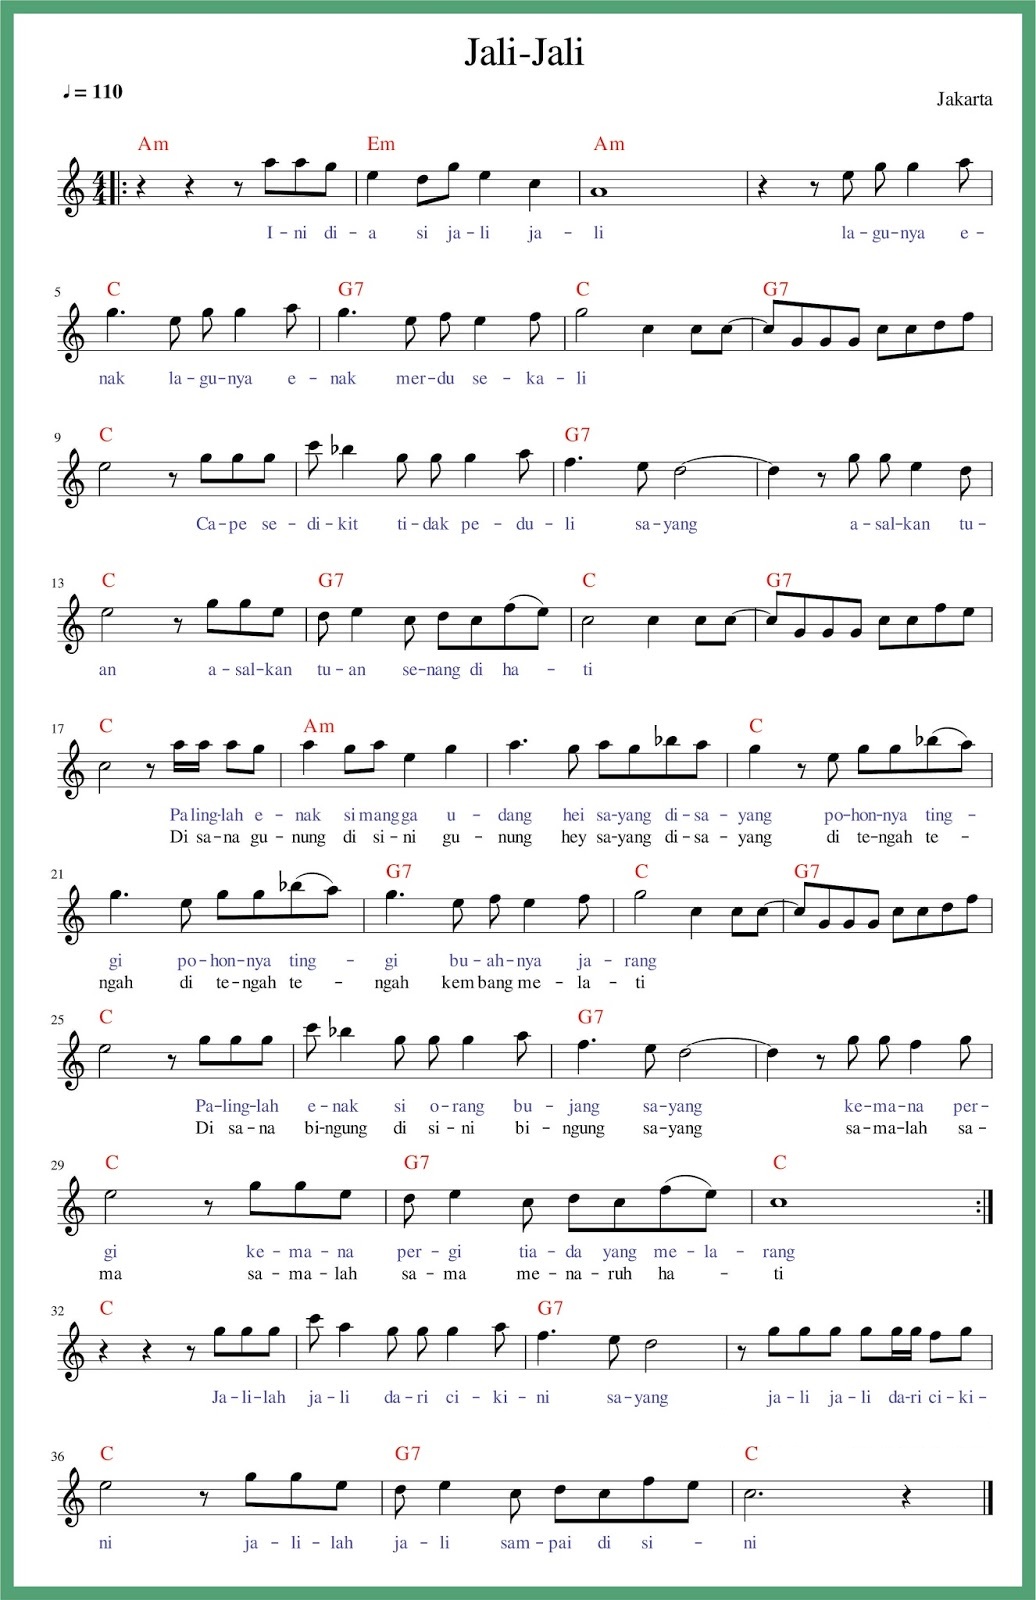 Jali-Jali
♩ = 110
Jakarta
Am Em Am
4 4
I – ni di – a si ja – li ja – li la – gu – nya e –
5
C G7 C G7
nak la – gu – nya e – nak mer – du se – ka – li
9
C G7
Ca – pe se – di – kit ti – dak pe – du – li sa – yang a – sal – kan tu –
13
C G7 C G7
an a – sal – kan tu – an se – nang di ha – ti
17
C Am C
Pa ling – lah e – nak si mang ga u – dang hei sa – yang di – sa – yang po – hon – nya ting –
Di sa – na gu – nung di si – ni gu – nung hey sa – yang di – sa – yang di te – ngah te –
21
G7 C G7
gi po – hon – nya ting – gi bu – ah – nya ja – rang
ngah di te – ngah te – ngah kem bang me – la – ti
25
C G7
Pa – ling – lah e – nak si o – rang bu – jang sa – yang ke – ma – na per –
Di sa – na bi – ngung di si – ni bi – ngung sa – yang sa – ma – lah sa –
29
C G7 C
gi ke – ma – na per – gi tia – da yang me – la – rang
ma sa – ma – lah sa – ma me – na – ruh ha – ti
32
C G7
Ja – li – lah ja – li da – ri ci – ki – ni sa – yang ja – li ja – li da – ri ci – ki –
36
C G7 C
ni ja – li – lah ja – li sam – pai di si – ni